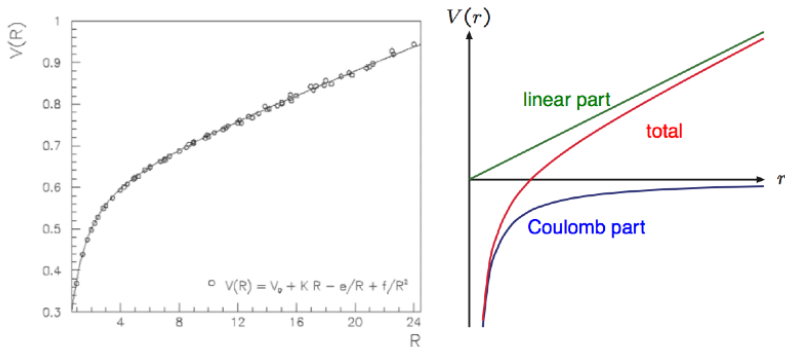 V(R)
1
0.9
0.8
0.7
0.6
0.5
0.4
0.3
4
8
12
16
20
24
R
○ V(R) = V₀ + K R − e/R + f/R²
V(r)
linear part
total
r
Coulomb part